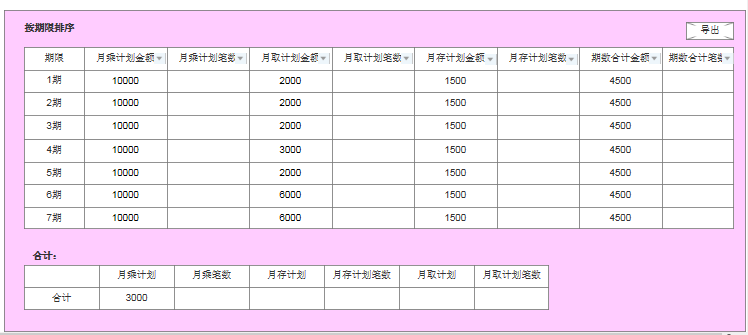 按期限排序
导出
期限 月乘计划金额 月乘计划笔数 月取计划金额 月取计划笔数 月存计划金额 月存计划笔数 期数合计金额 期数合计笔数
1期 10000 2000 1500 4500
2期 10000 2000 1500 4500
3期 10000 2000 1500 4500
4期 10000 3000 1500 4500
5期 10000 2000 1500 4500
6期 10000 6000 1500 4500
7期 10000 6000 1500 4500
合计:
月乘计划 月乘笔数 月存计划 月存计划笔数 月取计划 月取计划笔数
合计 3000